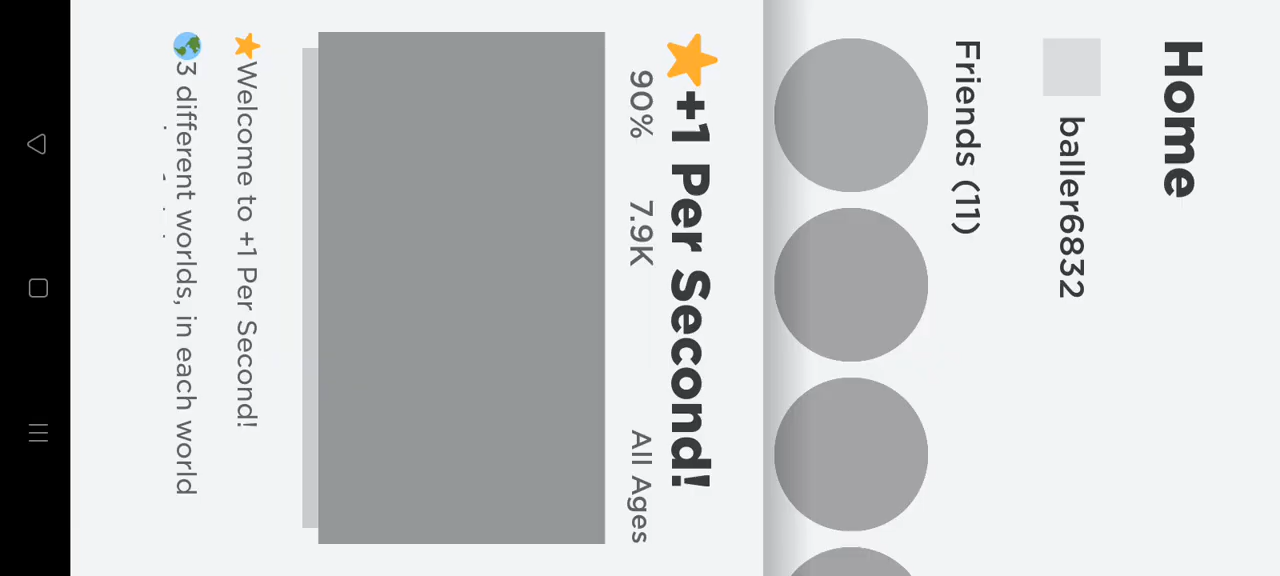 Home
baller6832
Friends (11)
⭐+1 Per Second!
90% 7.9K All Ages
⭐Welcome to +1 Per Second!
🌎3 different worlds, in each world